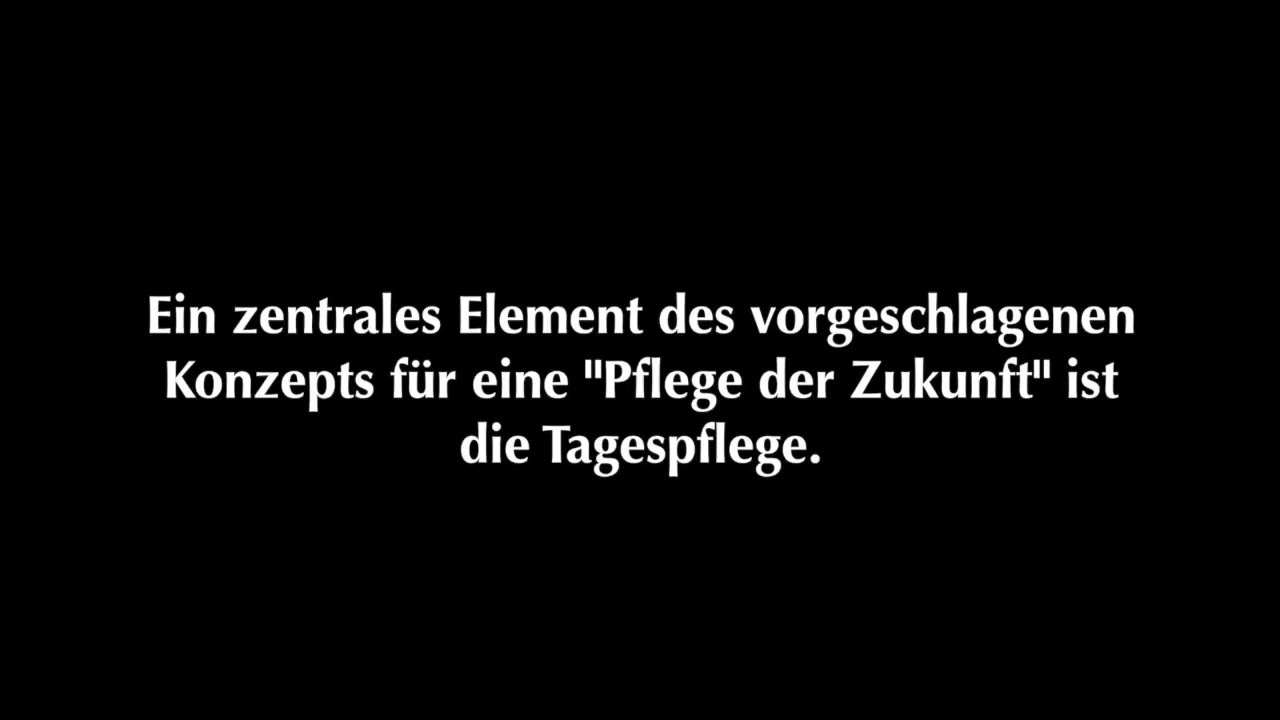 Ein zentrales Element des vorgeschlagenen
Konzepts für eine "Pflege der Zukunft" ist
die Tagespflege.